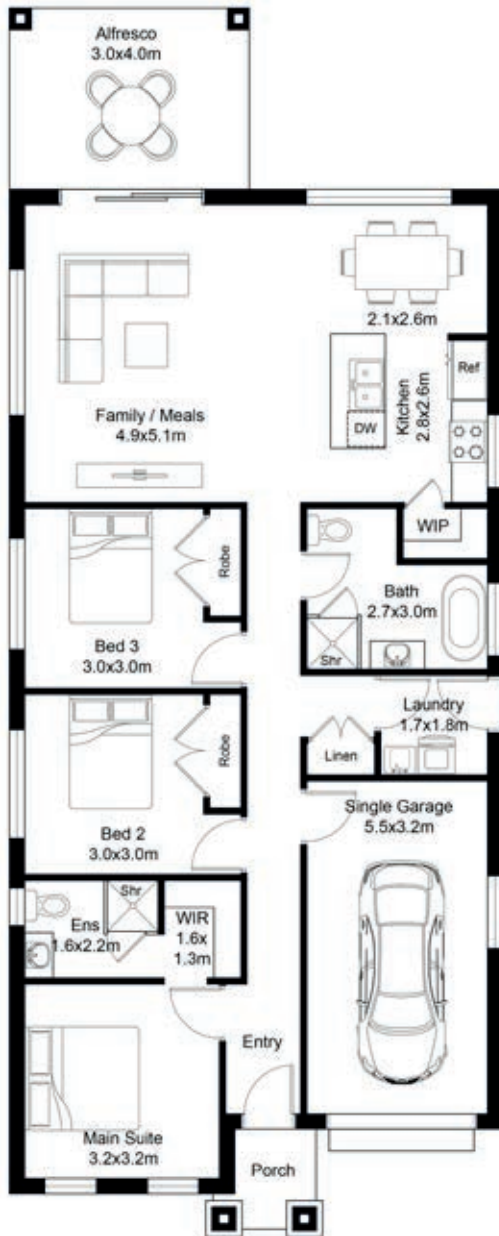 Alfresco
3.0x4.0m
2.1x2.6m
Ref
Kitchen
2.8x2.6m
DW
Family / Meals
4.9x5.1m
WIP
Robe
Bath
2.7x3.0m
Bed 3
3.0x3.0m
Shr
Laundry
1.7x1.8m
Linen
Robe
Single Garage
5.5x3.2m
Bed 2
3.0x3.0m
Shr
Ens
1.6x2.2m
WIR
1.6x
1.3m
Entry
Main Suite
3.2x3.2m
Porch